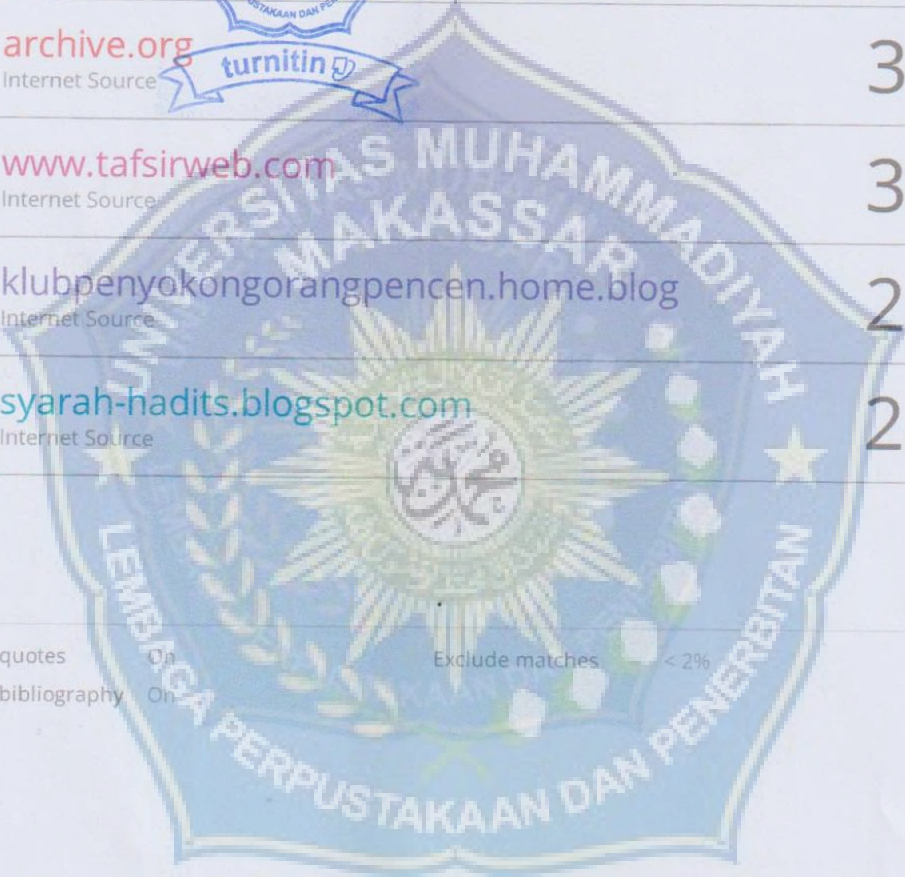 archive.org
Internet Source
3
turnitin
www.tafsirweb.com
Internet Source
3
klubpenyokongorangpencen.home.blog
Internet Source
2
syarah-hadits.blogspot.com
Internet Source
2
UNIVERSITAS MUHAMMADIYAH
MAKASSAR
محمد
LEMBAGA PERPUSTAKAAN DAN PENERBITAN
quotes On
Exclude matches < 2%
bibliography On